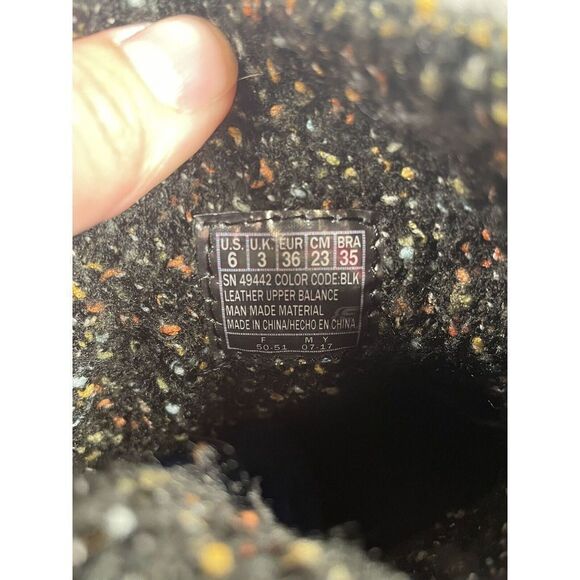 U.S. U.K. EUR CM BRA
6 3 36 23 35
SN 49442 COLOR CODE:BLK
LEATHER UPPER BALANCE
MAN MADE MATERIAL
MADE IN CHINA/HECHO EN CHINA
F M Y
50-51 07-17